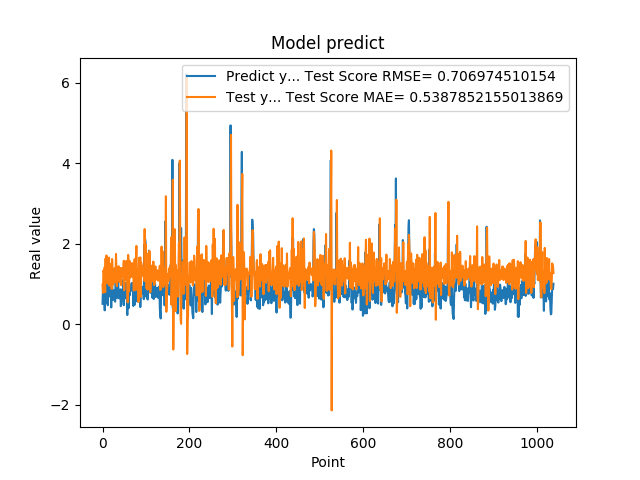 Model predict
Predict y... Test Score RMSE= 0.706974510154
Test y... Test Score MAE= 0.5387852155013869
Real value
6
4
2
0
−2
0 200 400 600 800 1000
Point